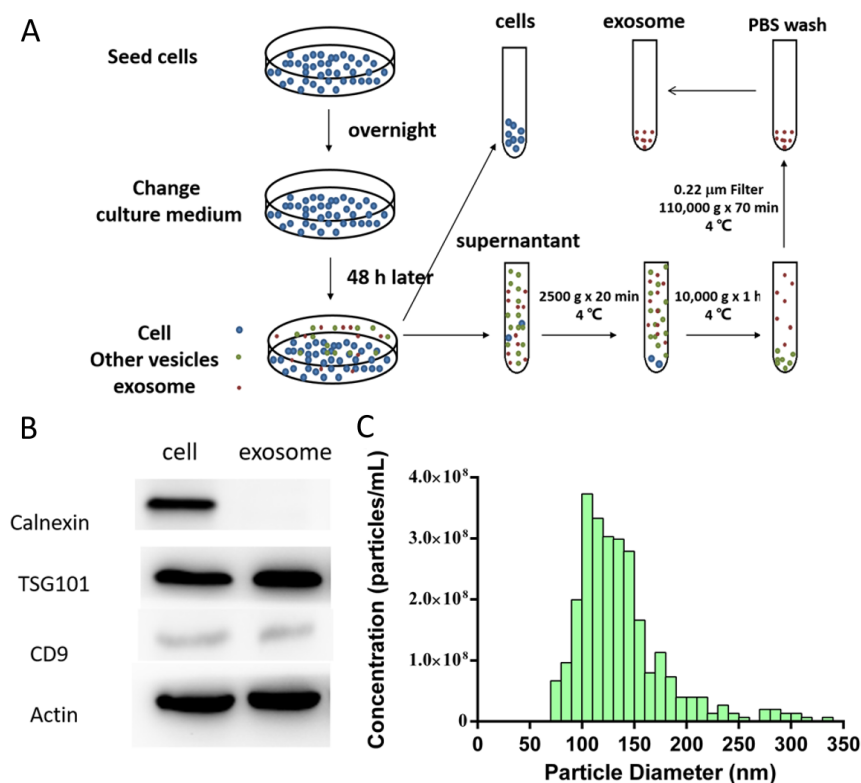 A
Seed cells
overnight
Change
culture medium
48 h later
Cell
Other vesicles
exosome
cells
exosome
PBS wash
0.22 μm Filter
110,000 g x 70 min
4 ℃
supernantant
2500 g x 20 min
4 ℃
10,000 g x 1 h
4 ℃
B
cell
exosome
Calnexin
TSG101
CD9
Actin
C
Concentration (particles/mL)
4.0×10⁸
3.0×10⁸
2.0×10⁸
1.0×10⁸
0
0 50 100 150 200 250 300 350
Particle Diameter (nm)